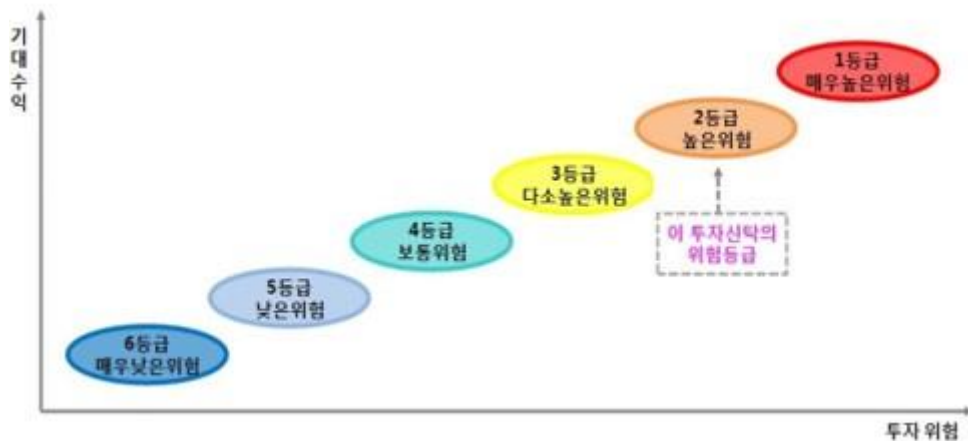 기대수익
1등급
매우높은위험
2등급
높은위험
3등급
다소높은위험
이 투자신탁의
위험등급
4등급
보통위험
5등급
낮은위험
6등급
매우낮은위험
투자 위험